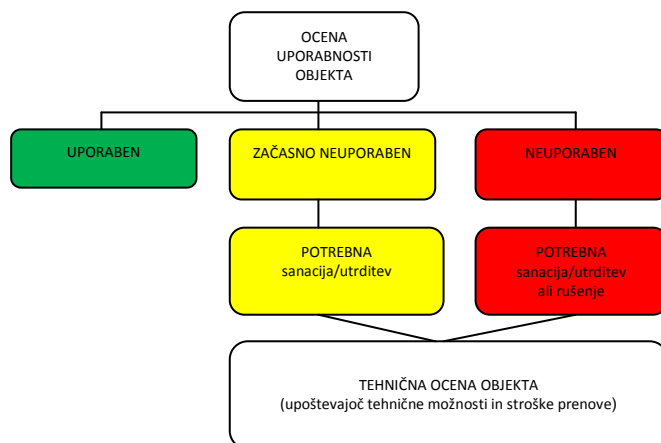 OCENA
UPORABNOSTI
OBJEKTA
UPORABEN
ZAČASNO NEUPORABEN
NEUPORABEN
POTREBNA
sanacija/utrditev
POTREBNA
sanacija/utrditev
ali rušenje
TEHNIČNA OCENA OBJEKTA
(upoštevajoč tehnične možnosti in stroške prenove)